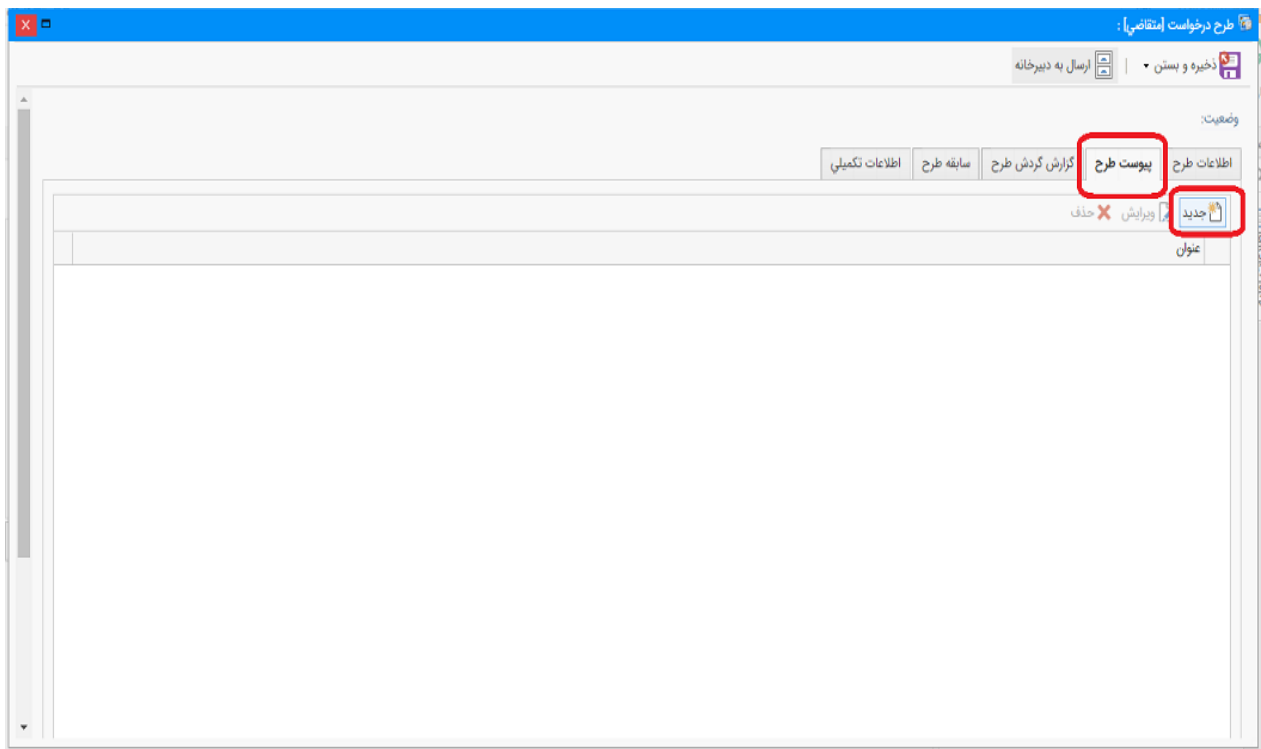 طرح درخواست [متقاضي] :
ذخیره و بستن | ارسال به دبیرخانه
وضعیت:
اطلاعات طرح پیوست طرح گزارش گردش طرح سابقه طرح اطلاعات تکمیلي
جدید ویرایش حذف
عنوان